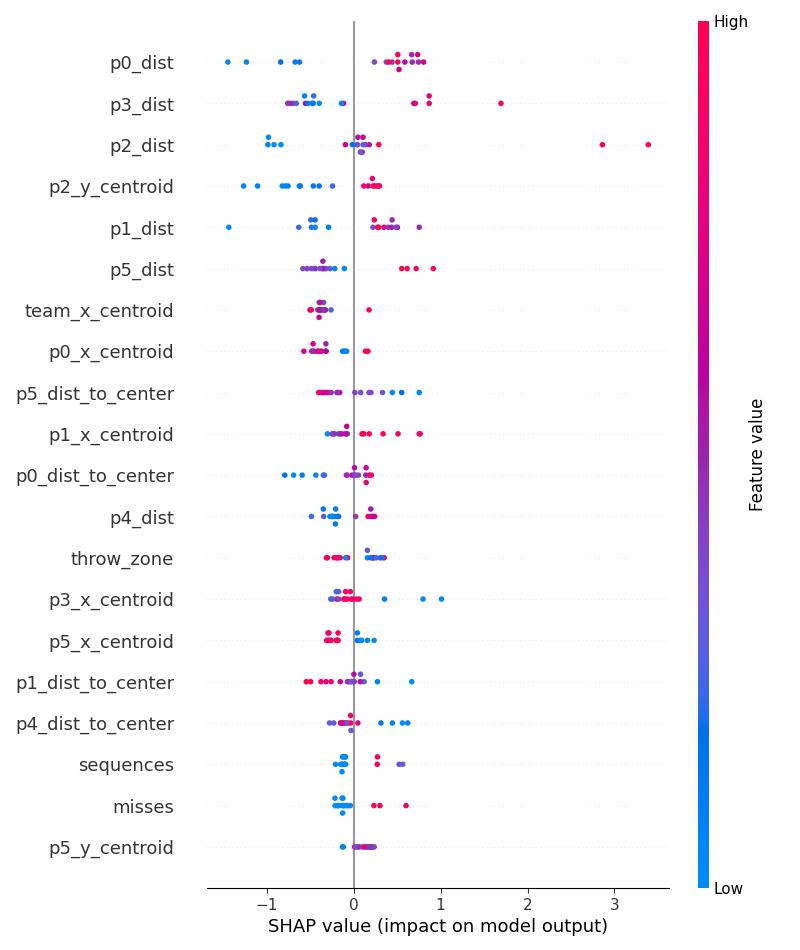 High
p0_dist
p3_dist
p2_dist
p2_y_centroid
p1_dist
p5_dist
team_x_centroid
p0_x_centroid
p5_dist_to_center
p1_x_centroid
p0_dist_to_center
p4_dist
throw_zone
p3_x_centroid
p5_x_centroid
p1_dist_to_center
p4_dist_to_center
sequences
misses
p5_y_centroid
Feature value
Low
−1 0 1 2 3
SHAP value (impact on model output)